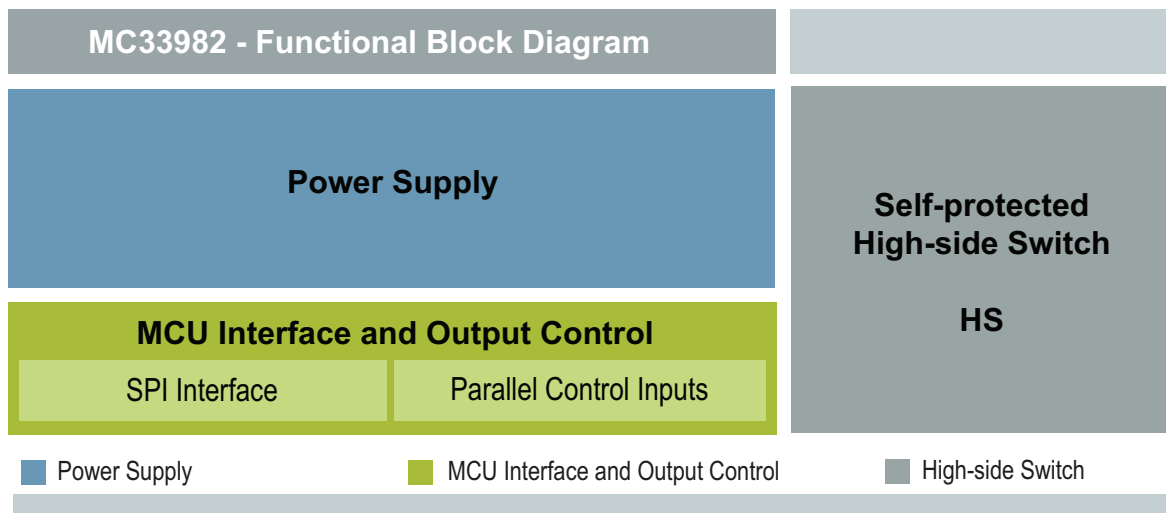 MC33982 - Functional Block Diagram
Power Supply
Self-protected
High-side Switch
HS
MCU Interface and Output Control
SPI Interface
Parallel Control Inputs
Power Supply
MCU Interface and Output Control
High-side Switch